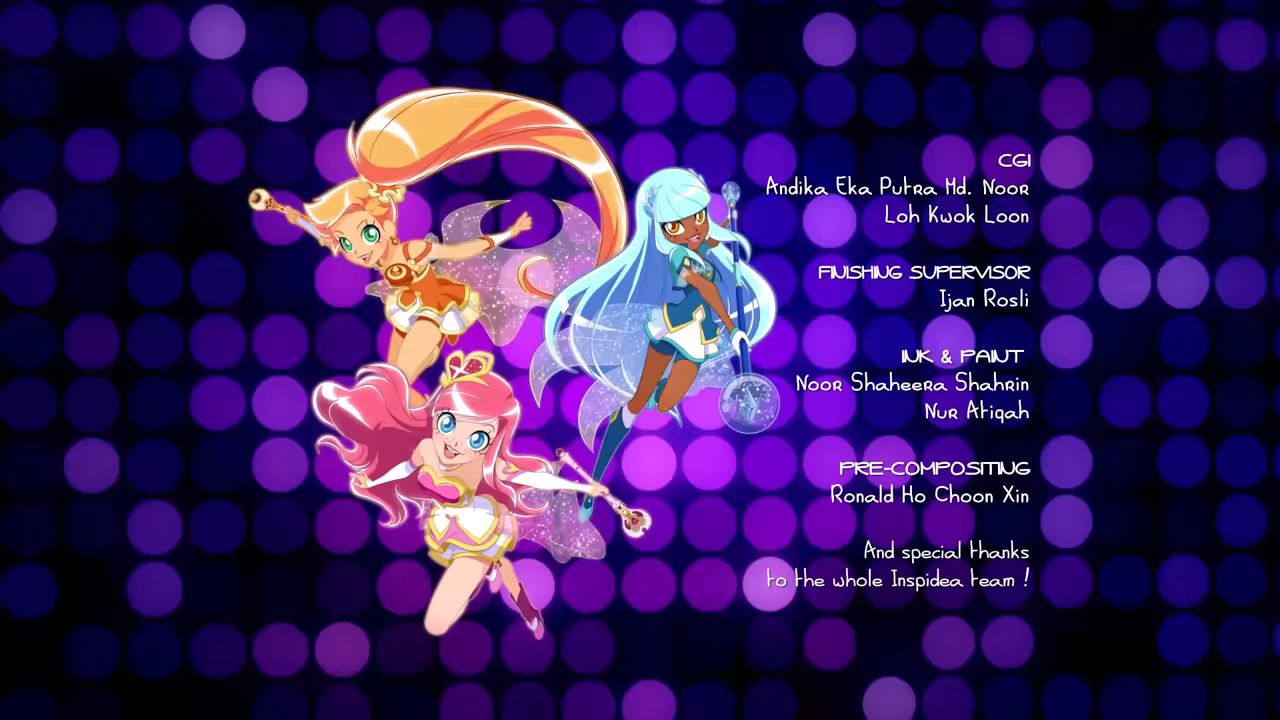 CGI
Andika Eka Putra Md. Noor
Loh Kwok Loon
FINISHING SUPERVISOR
Ijan Rosli
INK & PAINT
Noor Shaheera Shahrin
Nur Atiqah
PRE-COMPOSITING
Ronald Ho Choon Xin
And special thanks
to the whole Inspidea team !